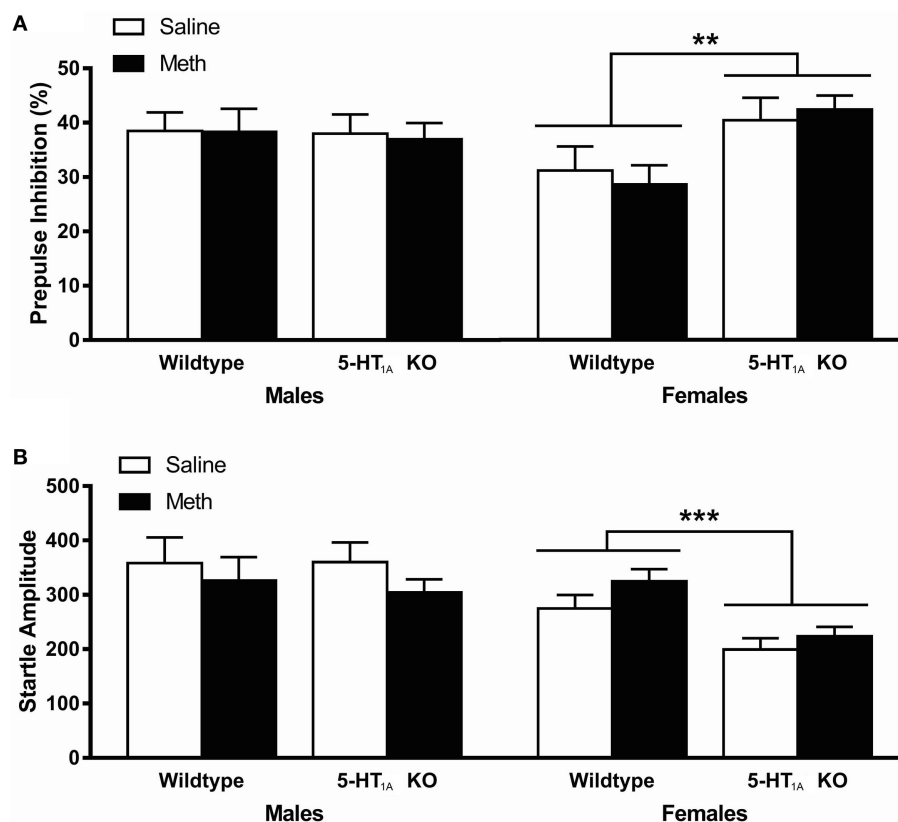 A
Saline
Meth
**
Prepulse Inhibition (%)
50
40
30
20
10
0
Wildtype 5-HT1A KO Wildtype 5-HT1A KO
Males Females
B
Saline
Meth
***
Startle Amplitude
500
400
300
200
100
0
Wildtype 5-HT1A KO Wildtype 5-HT1A KO
Males Females